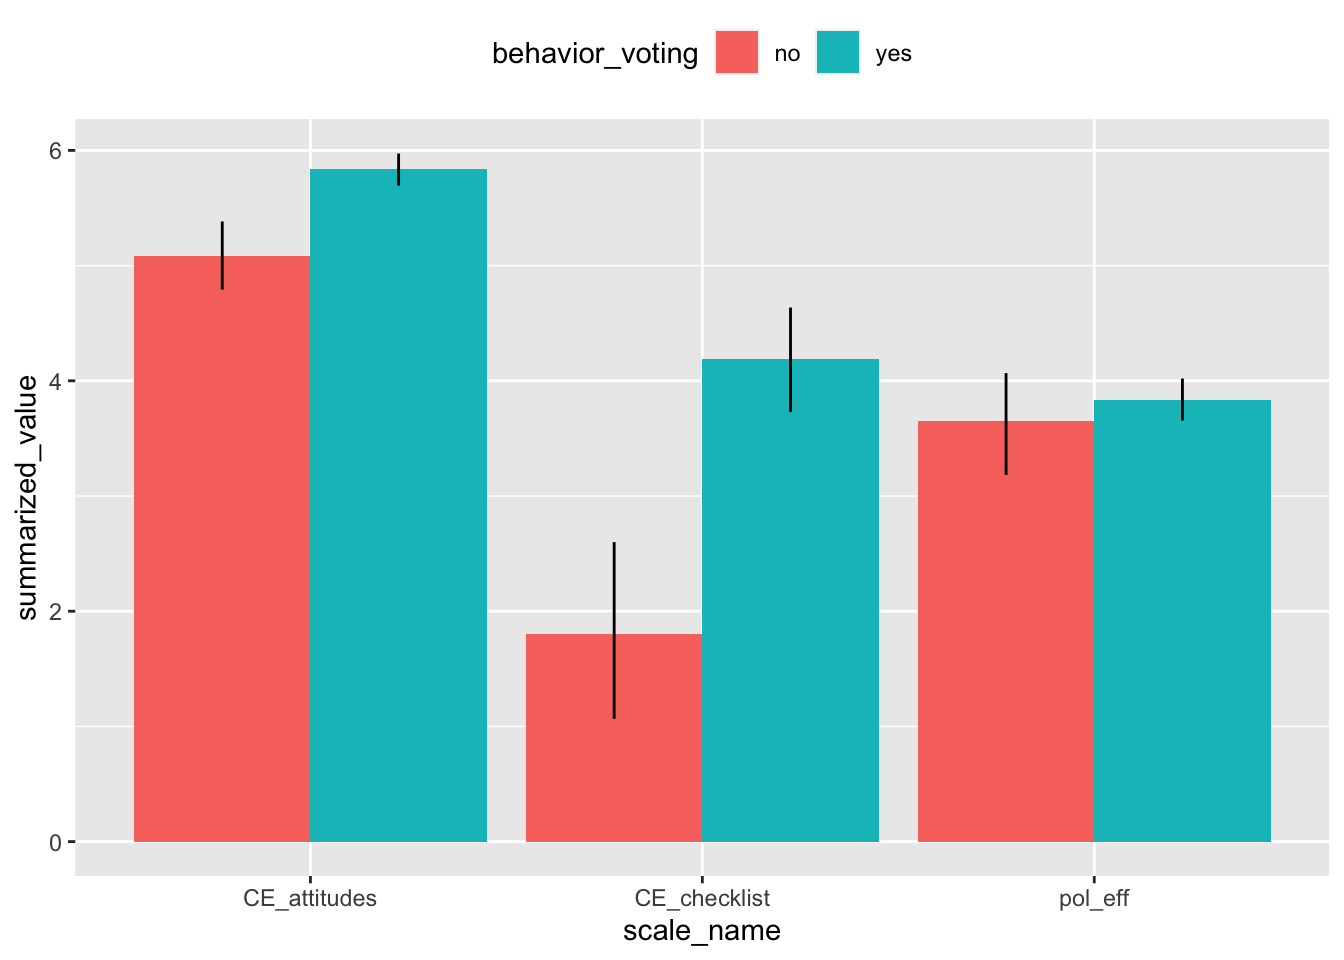 behavior_voting no yes
6
4
2
0
summarized_value
CE_attitudes CE_checklist pol_eff
scale_name